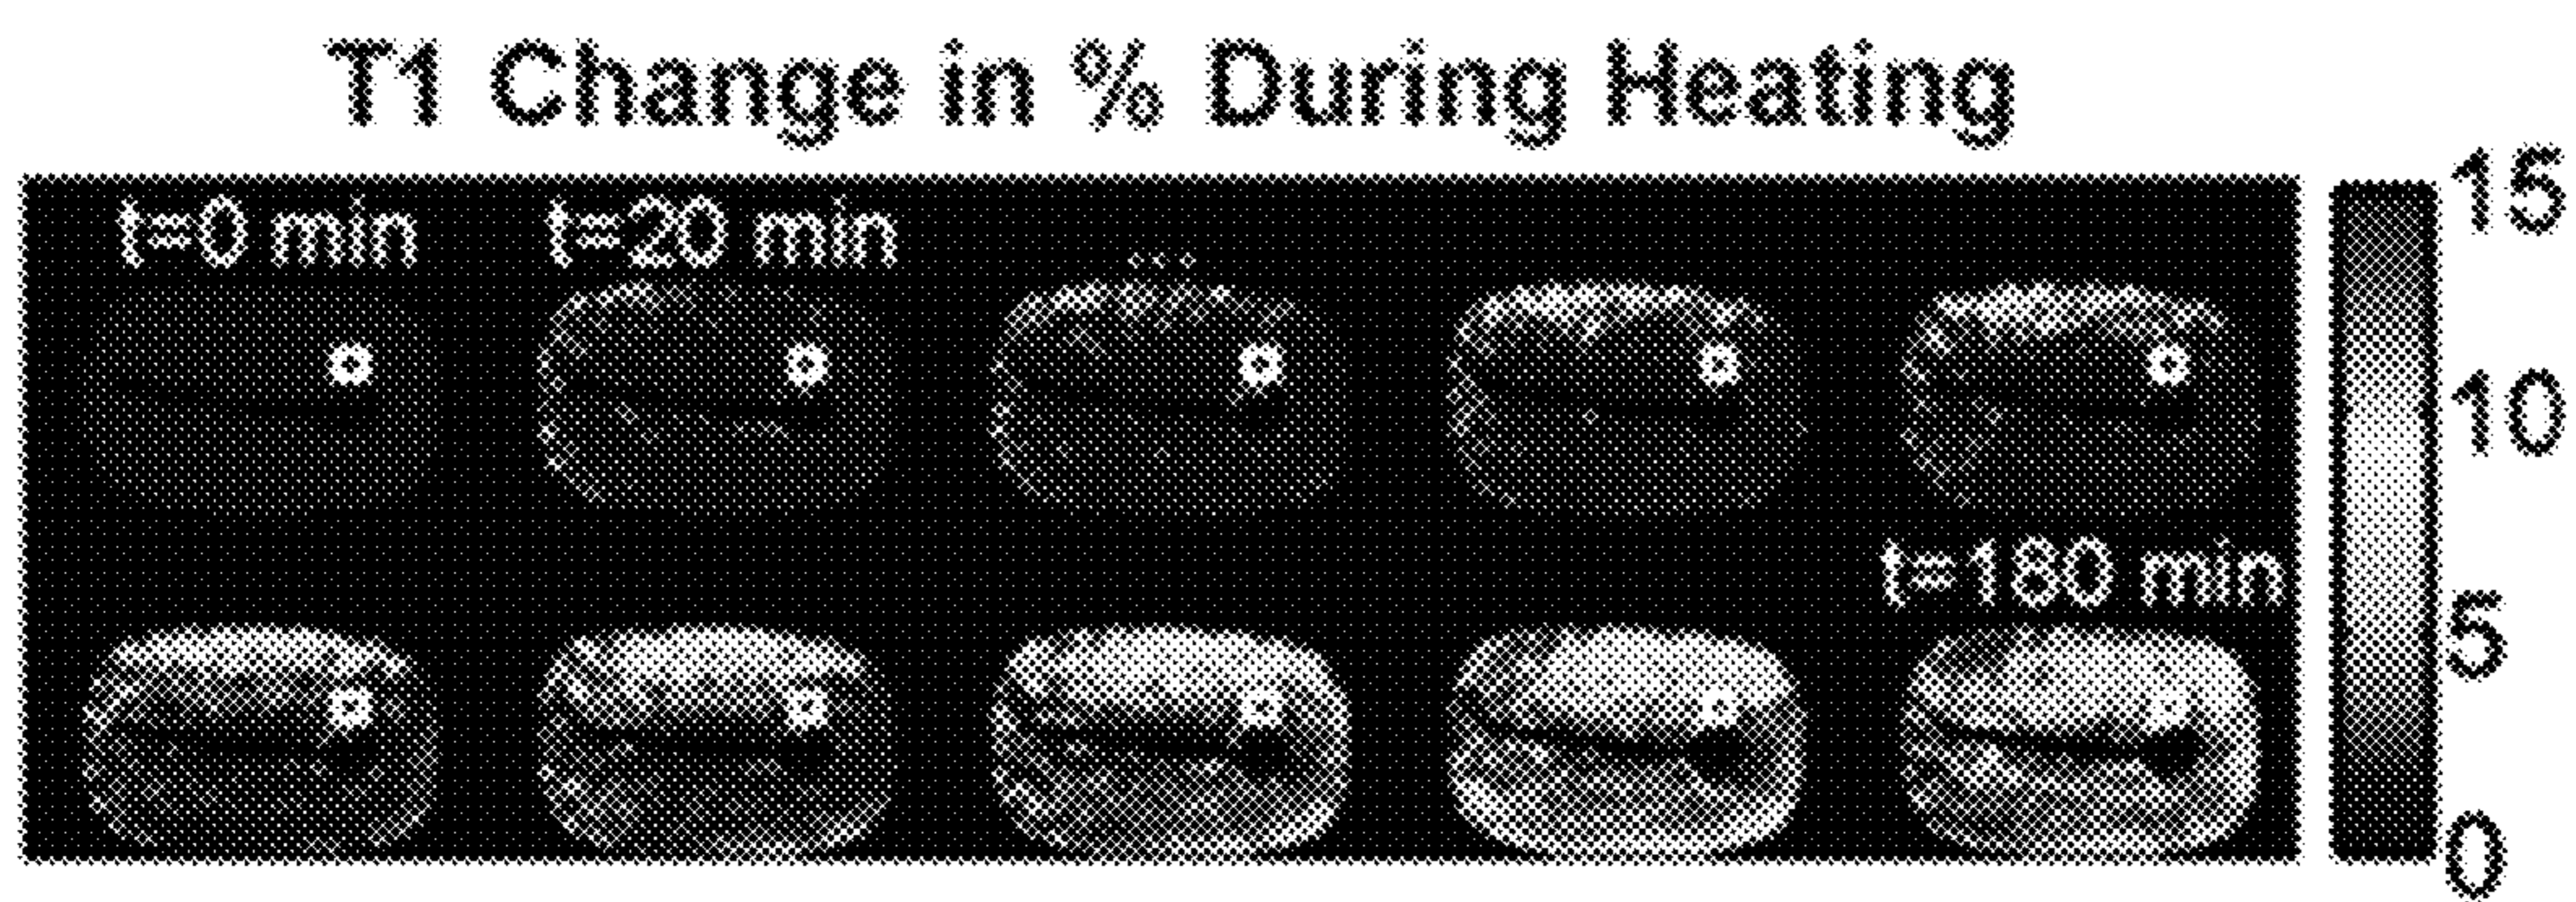 T1 Change in % During Heating
t=0 min
t=20 min
...
t=180 min
15
10
5
0